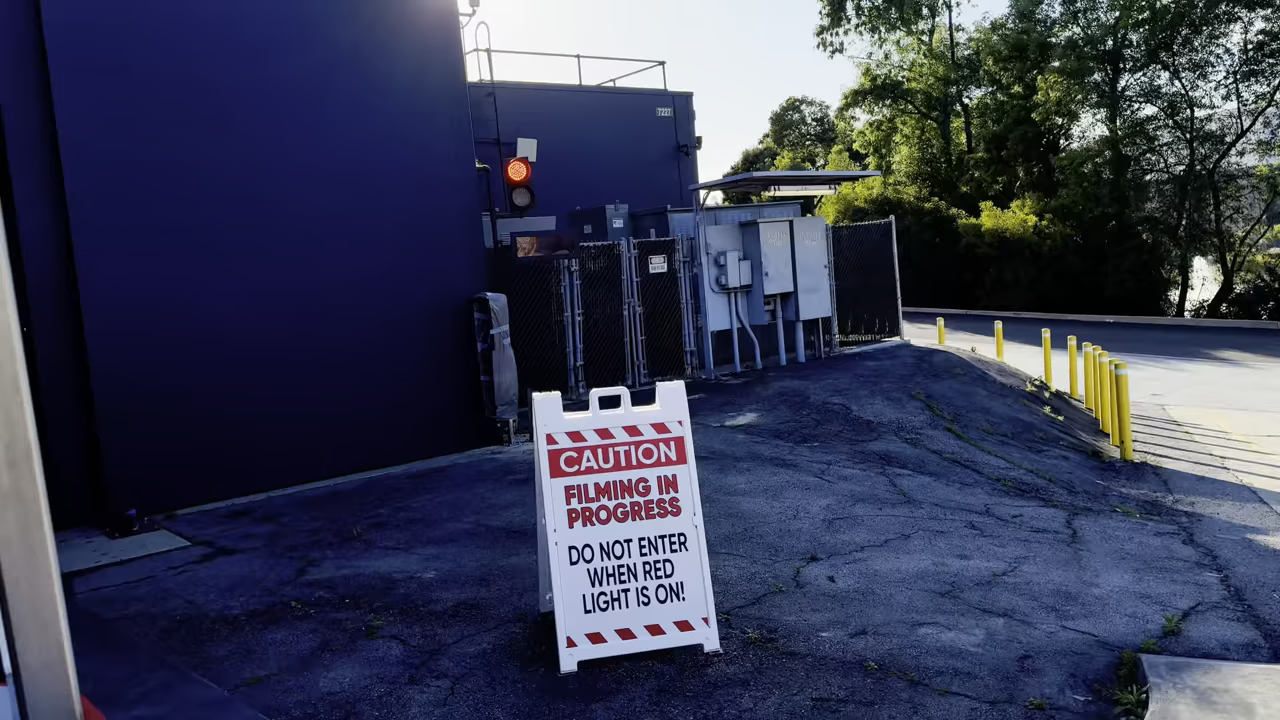 7227
CAUTION
FILMING IN
PROGRESS
DO NOT ENTER
WHEN RED
LIGHT IS ON!